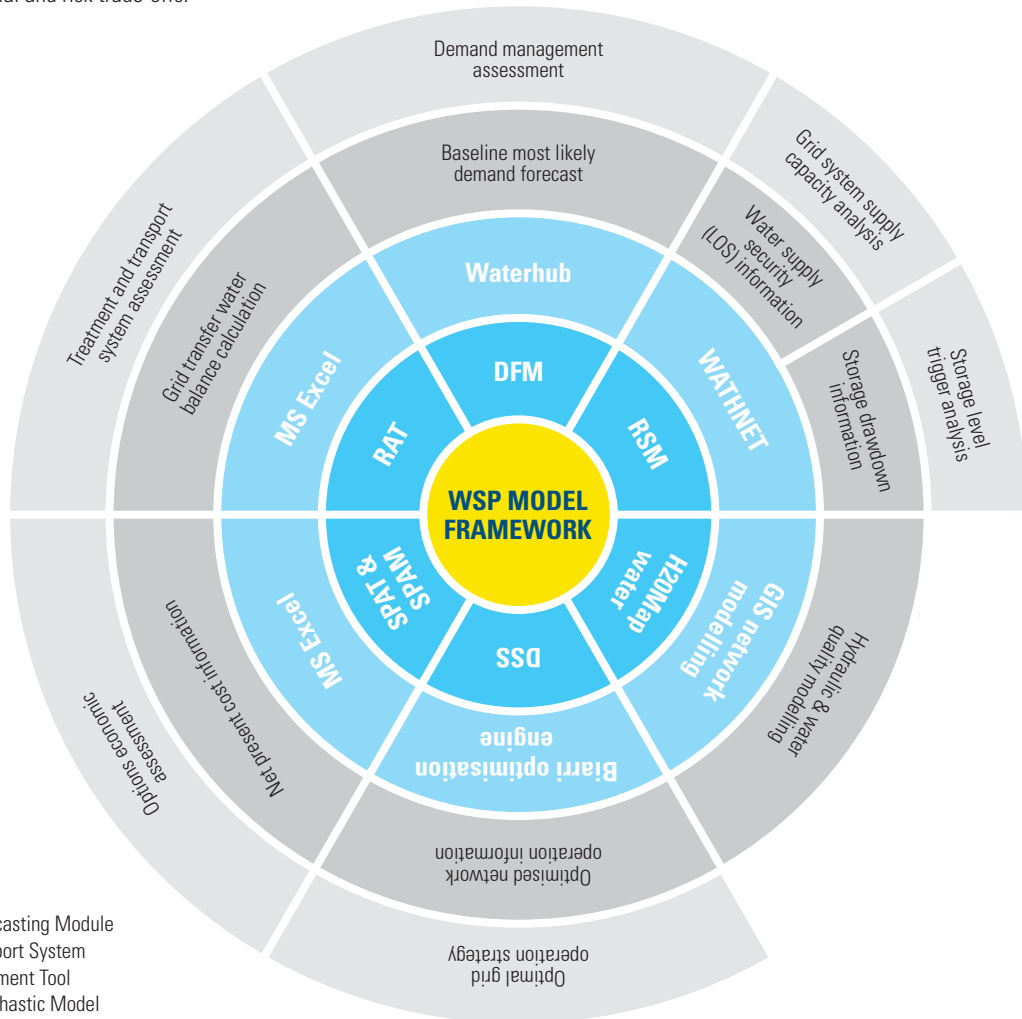 Demand management
assessment
Baseline most likely
demand forecast
Waterhub
DFM
Grid system supply
capacity analysis
Water supply
security
(LOS) information
Storage level
trigger analysis
Storage drawdown
information
WATHNET
RSM
Treatment and transport
system assessment
Grid transfer water
balance calculation
MS Excel
RAT
WSP MODEL
FRAMEWORK
SPAT &
SPAM
MS Excel
Net present cost information
Options economic
assessment
H20Map
water
GIS network
modelling
Hydraulic & water
quality modelling
DSS
Biarri optimisation
engine
Optimised network
operation information
Optimal grid
operation strategy
casting Module
port System
ment Tool
hastic Model